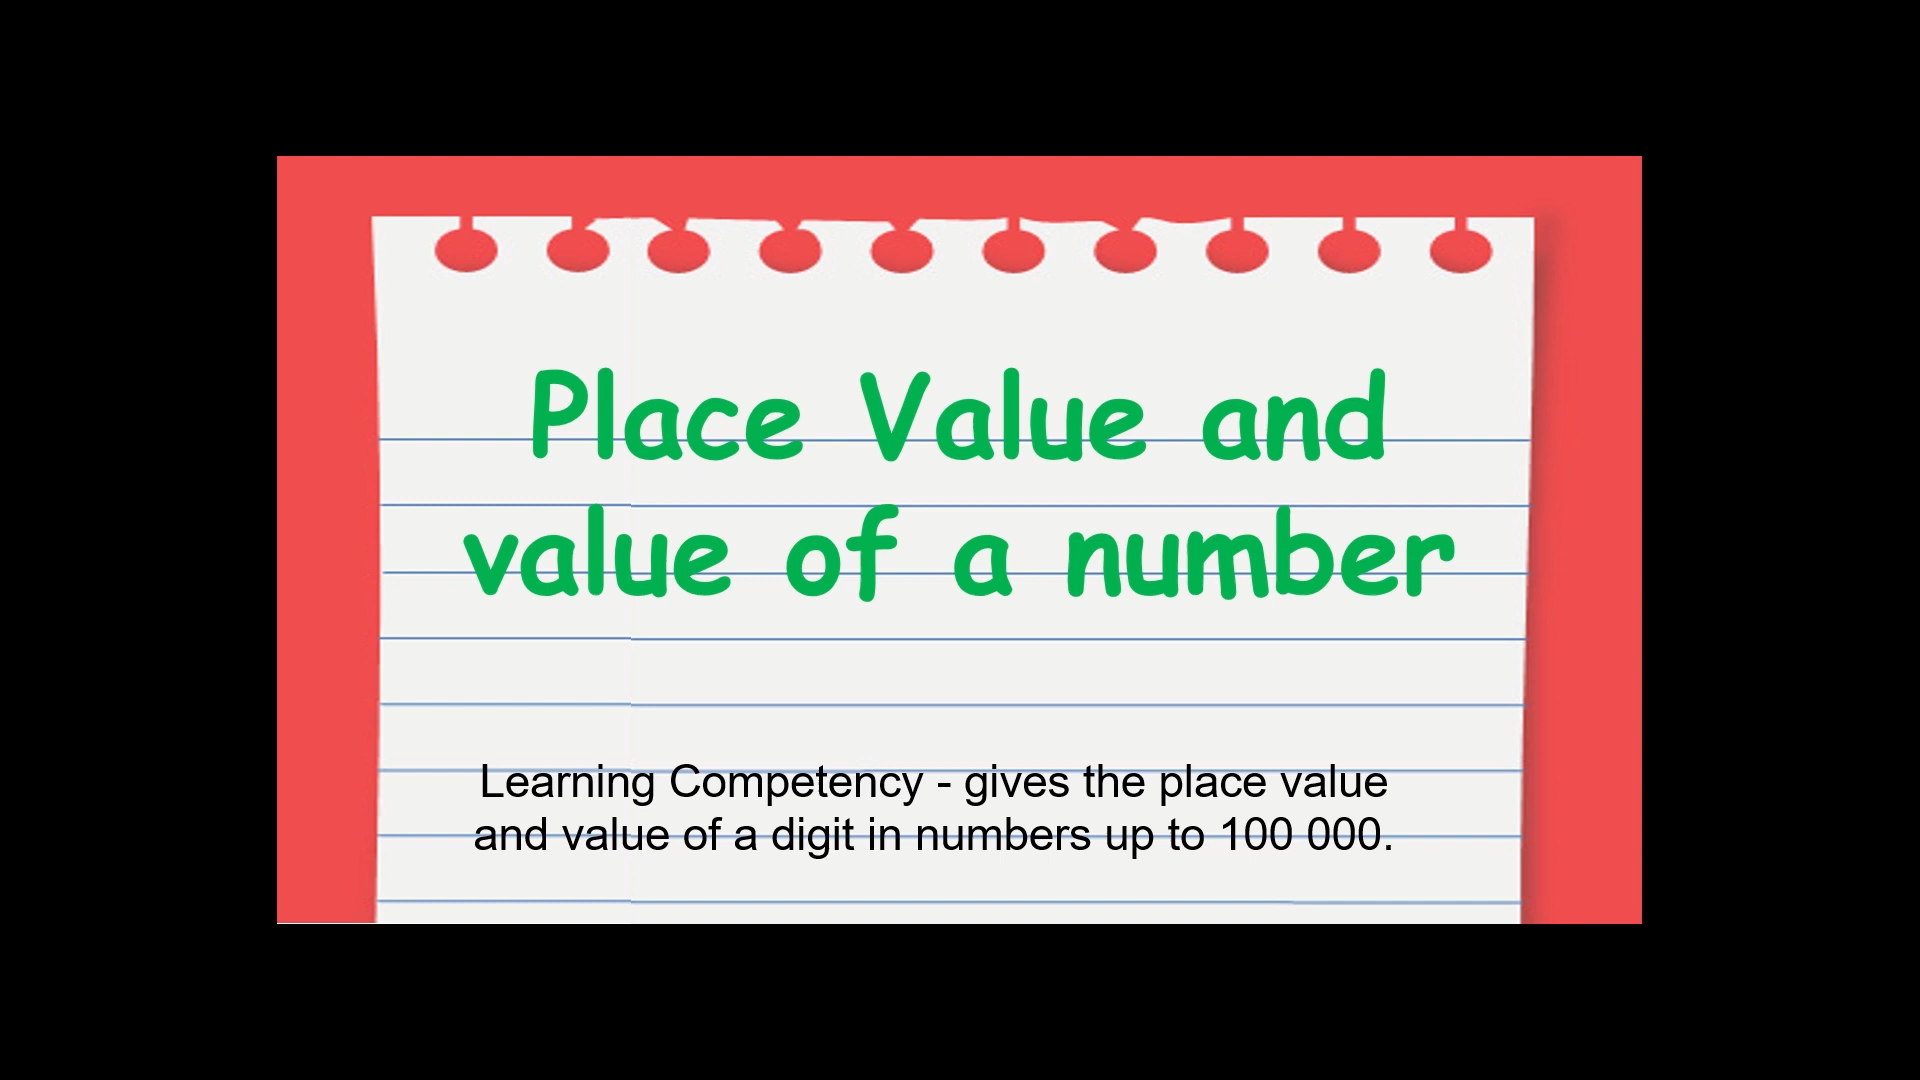 Place Value and
value of a number
Learning Competency - gives the place value
and value of a digit in numbers up to 100 000.